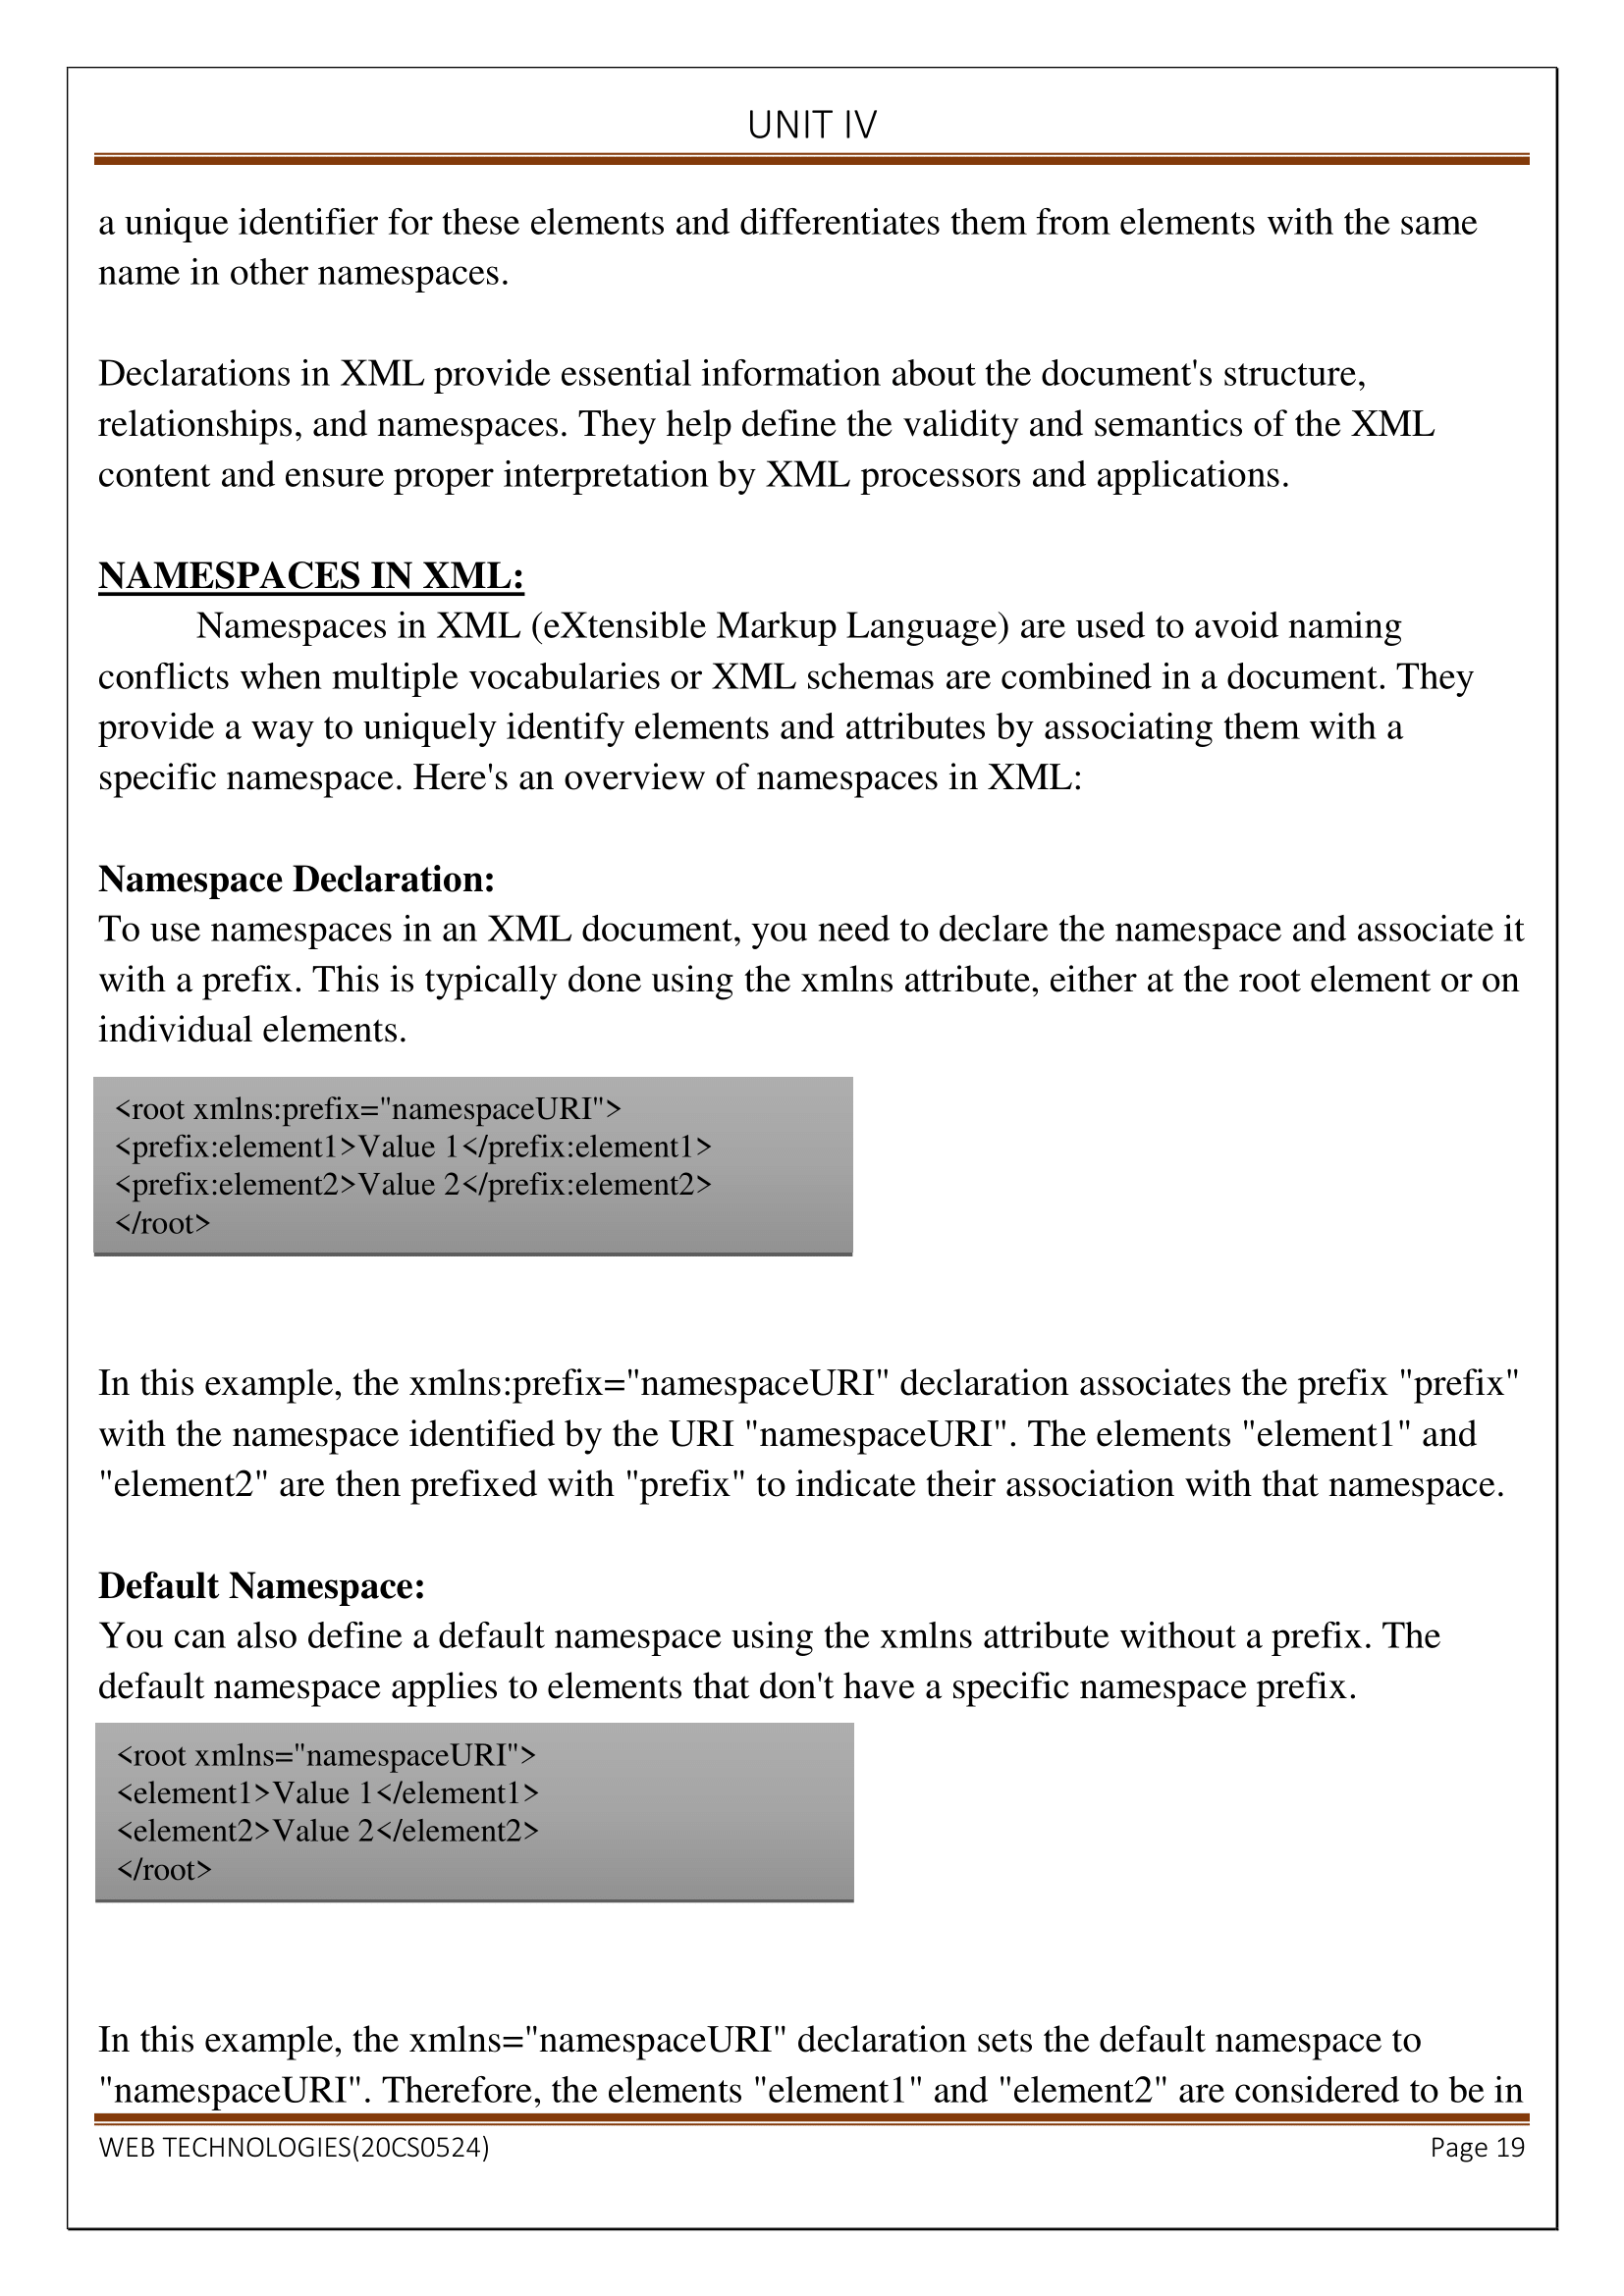 UNIT IV
a unique identifier for these elements and differentiates them from elements with the same
name in other namespaces.
Declarations in XML provide essential information about the document's structure,
relationships, and namespaces. They help define the validity and semantics of the XML
content and ensure proper interpretation by XML processors and applications.
NAMESPACES IN XML:
Namespaces in XML (eXtensible Markup Language) are used to avoid naming
conflicts when multiple vocabularies or XML schemas are combined in a document. They
provide a way to uniquely identify elements and attributes by associating them with a
specific namespace. Here's an overview of namespaces in XML:
Namespace Declaration:
To use namespaces in an XML document, you need to declare the namespace and associate it
with a prefix. This is typically done using the xmlns attribute, either at the root element or on
individual elements.
<root xmlns:prefix="namespaceURI">
<prefix:element1>Value 1</prefix:element1>
<prefix:element2>Value 2</prefix:element2>
</root>
In this example, the xmlns:prefix="namespaceURI" declaration associates the prefix "prefix"
with the namespace identified by the URI "namespaceURI". The elements "element1" and
"element2" are then prefixed with "prefix" to indicate their association with that namespace.
Default Namespace:
You can also define a default namespace using the xmlns attribute without a prefix. The
default namespace applies to elements that don't have a specific namespace prefix.
<root xmlns="namespaceURI">
<element1>Value 1</element1>
<element2>Value 2</element2>
</root>
In this example, the xmlns="namespaceURI" declaration sets the default namespace to
"namespaceURI". Therefore, the elements "element1" and "element2" are considered to be in
WEB TECHNOLOGIES(20CS0524) Page 19